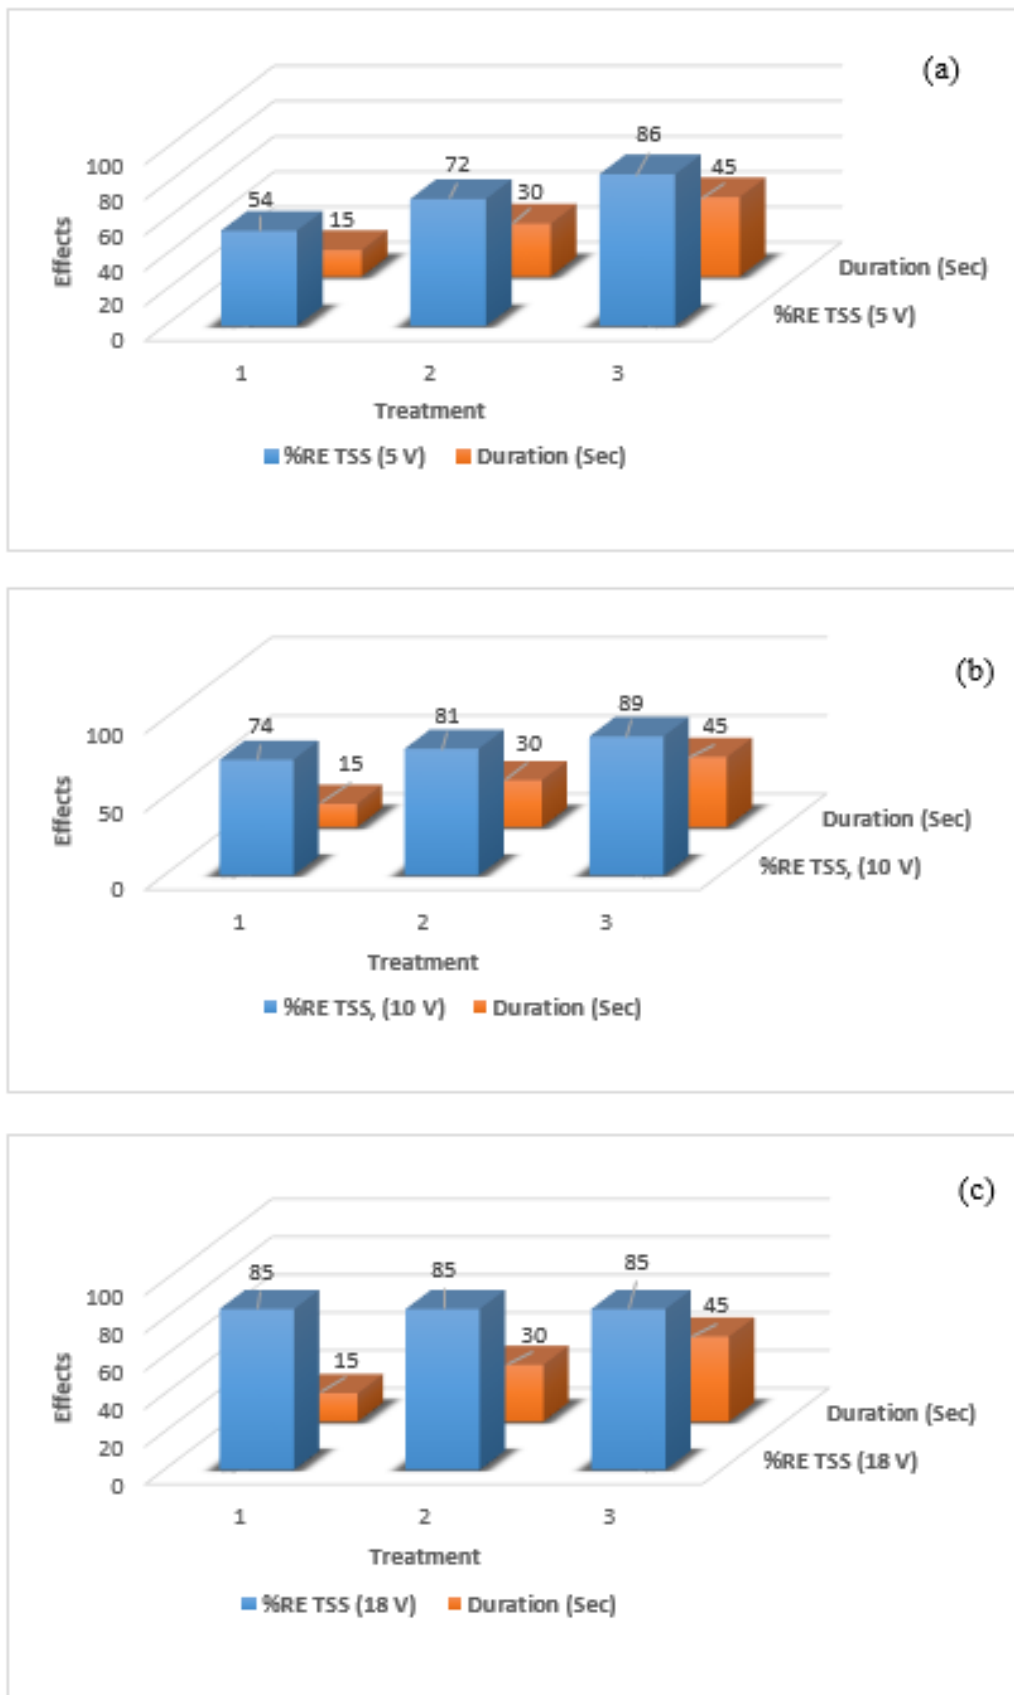 (a)
86
72
45
54
30
15
100
80
60
40
20
0
Effects
Duration (Sec)
%RE TSS (5 V)
1 2 3
Treatment
%RE TSS (5 V) Duration (Sec)
(b)
89
81
74
45
30
15
100
50
0
Effects
Duration (Sec)
%RE TSS, (10 V)
1 2 3
Treatment
%RE TSS, (10 V) Duration (Sec)
(c)
85 85 85
45
30
15
100
80
60
40
20
0
Effects
Duration (Sec)
%RE TSS (18 V)
1 2 3
Treatment
%RE TSS (18 V) Duration (Sec)